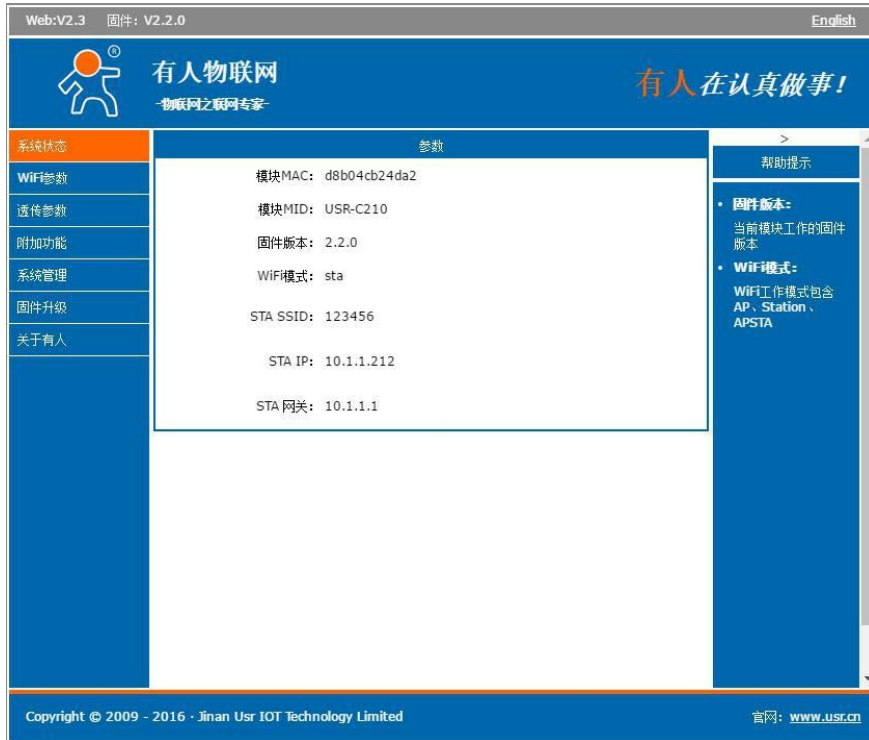 Web:V2.3 固件：V2.2.0 English
®
有人物联网
-物联网之联网专家-
有人在认真做事!
系统状态
WiFi参数
透传参数
附加功能
系统管理
固件升级
关于有人
参数
模块MAC： d8b04cb24da2
模块MID： USR-C210
固件版本： 2.2.0
WiFi模式： sta
STA SSID： 123456
STA IP： 10.1.1.212
STA 网关： 10.1.1.1
>
帮助提示
• 固件版本：
当前模块工作的固件
版本
• WiFi模式：
WiFi工作模式包含
AP、Station、
APSTA
Copyright © 2009 - 2016 · Jinan Usr IOT Technology Limited
官网：www.usr.cn